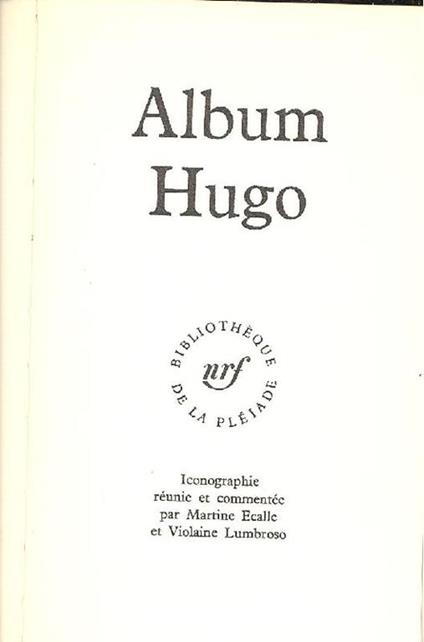 Album
Hugo
BIBLIOTHÈQUE
nrf
DE LA PLÉIADE
Iconographie
réunie et commentée
par Martine Ecalle
et Violaine Lumbroso